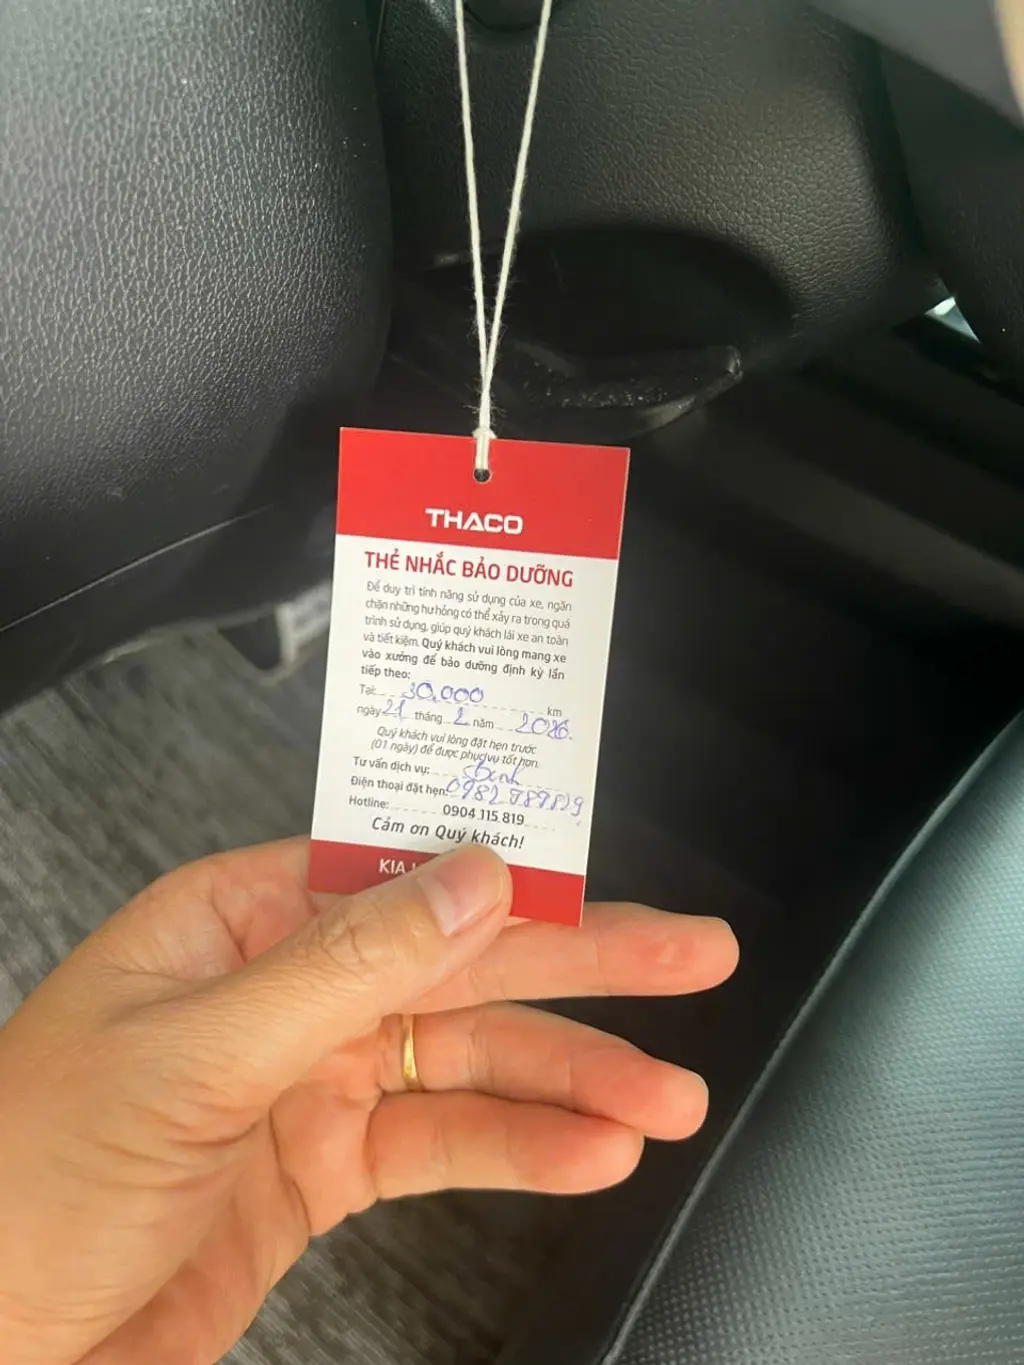 THACO
THẺ NHẮC BẢO DƯỠNG
Để duy trì tính năng sử dụng của xe, ngăn
chặn những hư hỏng có thể xảy ra trong quá
trình sử dụng, giúp quý khách lái xe an toàn
và tiết kiệm. Quý khách vui lòng mang xe
vào xưởng để bảo dưỡng định kỳ lần
tiếp theo:
Tại: 30.000 km
ngày 21 tháng 2 năm 2026.
Quý khách vui lòng đặt hẹn trước
(01 ngày) để được phục vụ tốt hơn.
Tư vấn dịch vụ:
Điện thoại đặt hẹn: 0982
Hotline: 0904 115 819
Cảm ơn Quý khách!
KIA